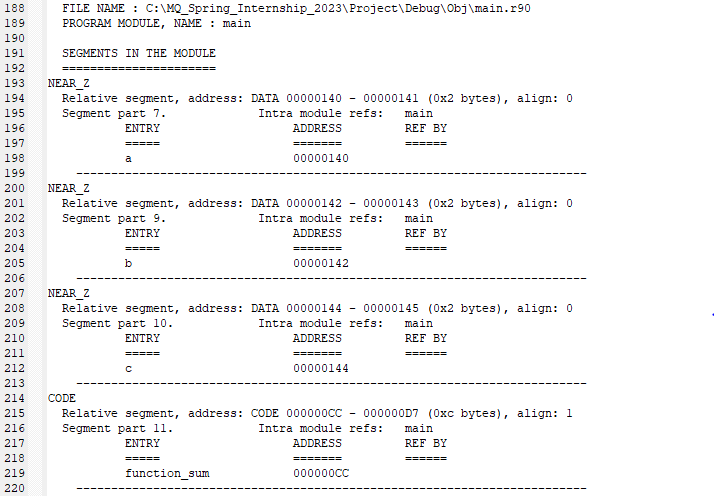 188 FILE NAME : C:\MQ_Spring_Internship_2023\Project\Debug\Obj\main.r90
189 PROGRAM MODULE, NAME : main
190
191 SEGMENTS IN THE MODULE
192 ======================
193 NEAR_Z
194 Relative segment, address: DATA 00000140 - 00000141 (0x2 bytes), align: 0
195 Segment part 7. Intra module refs: main
196 ENTRY ADDRESS REF BY
197 ===== ======= ======
198 a 00000140
199 -------------------------------------------------------------------------
200 NEAR_Z
201 Relative segment, address: DATA 00000142 - 00000143 (0x2 bytes), align: 0
202 Segment part 9. Intra module refs: main
203 ENTRY ADDRESS REF BY
204 ===== ======= ======
205 b 00000142
206 -------------------------------------------------------------------------
207 NEAR_Z
208 Relative segment, address: DATA 00000144 - 00000145 (0x2 bytes), align: 0
209 Segment part 10. Intra module refs: main
210 ENTRY ADDRESS REF BY
211 ===== ======= ======
212 c 00000144
213 -------------------------------------------------------------------------
214 CODE
215 Relative segment, address: CODE 000000CC - 000000D7 (0xc bytes), align: 1
216 Segment part 11. Intra module refs: main
217 ENTRY ADDRESS REF BY
218 ===== ======= ======
219 function_sum 000000CC
220 -------------------------------------------------------------------------